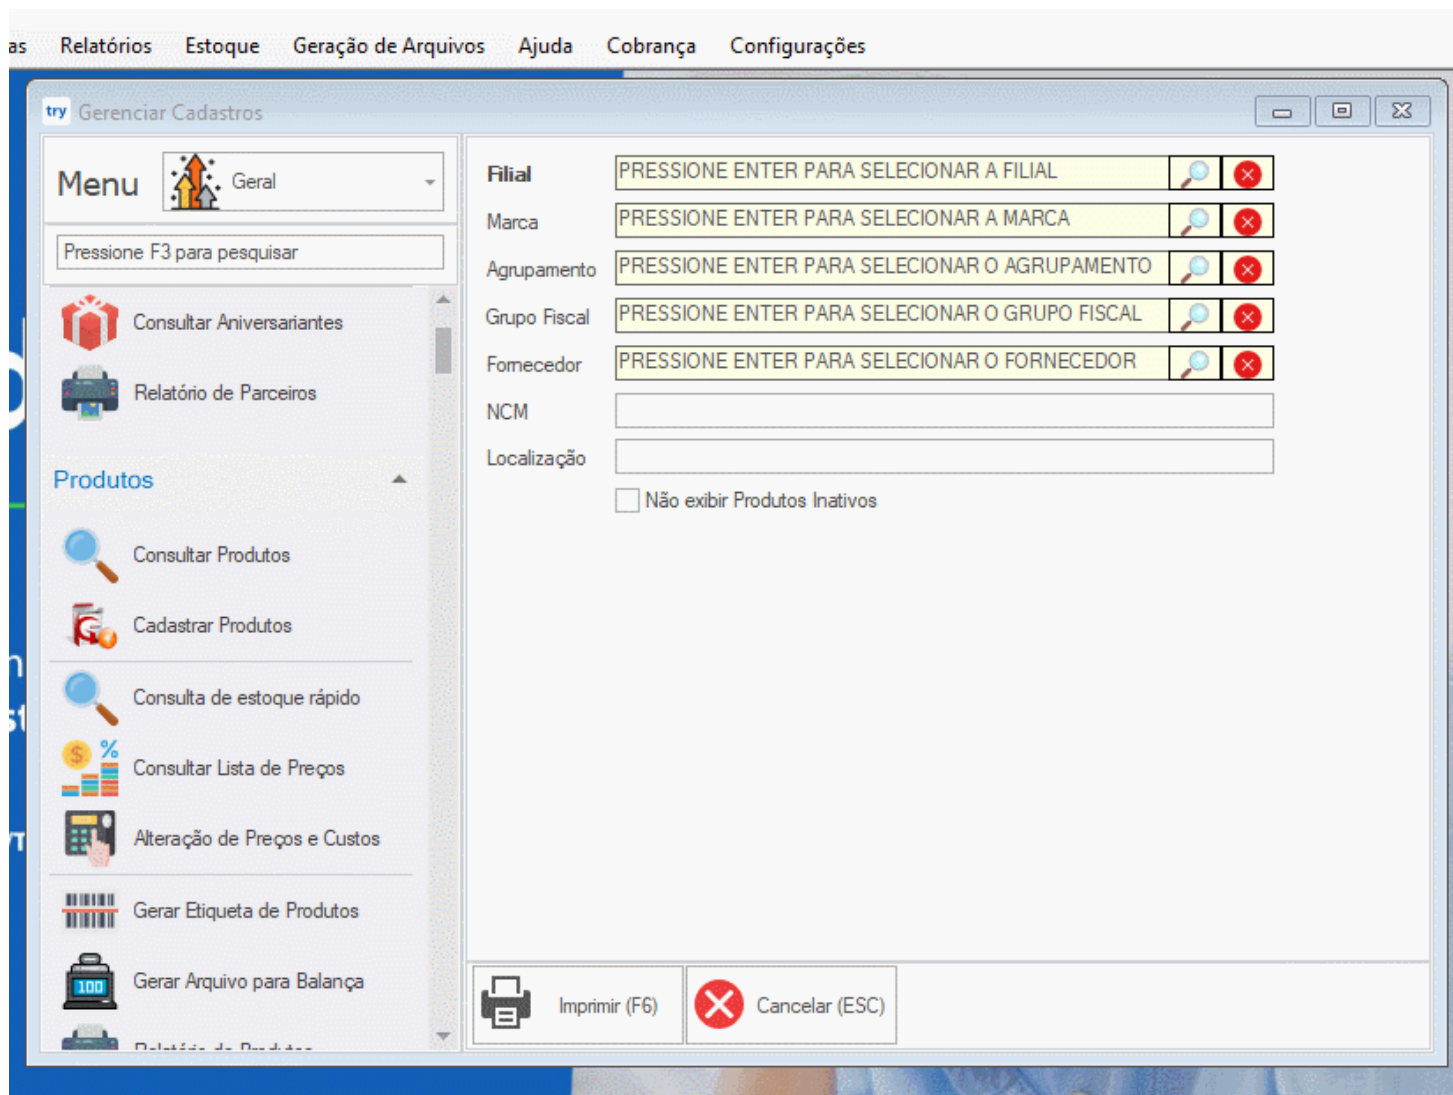 as Relatórios Estoque Geração de Arquivos Ajuda Cobrança Configurações
try Gerenciar Cadastros
Menu Geral
Pressione F3 para pesquisar
Consultar Aniversariantes
Relatório de Parceiros
Produtos
Consultar Produtos
Cadastrar Produtos
Consulta de estoque rápido
Consultar Lista de Preços
Alteração de Preços e Custos
Gerar Etiqueta de Produtos
100 Gerar Arquivo para Balança
Relatório de Produtos
Filial PRESSIONE ENTER PARA SELECIONAR A FILIAL
Marca PRESSIONE ENTER PARA SELECIONAR A MARCA
Agrupamento PRESSIONE ENTER PARA SELECIONAR O AGRUPAMENTO
Grupo Fiscal PRESSIONE ENTER PARA SELECIONAR O GRUPO FISCAL
Fornecedor PRESSIONE ENTER PARA SELECIONAR O FORNECEDOR
NCM
Localização
Não exibir Produtos Inativos
Imprimir (F6) Cancelar (ESC)